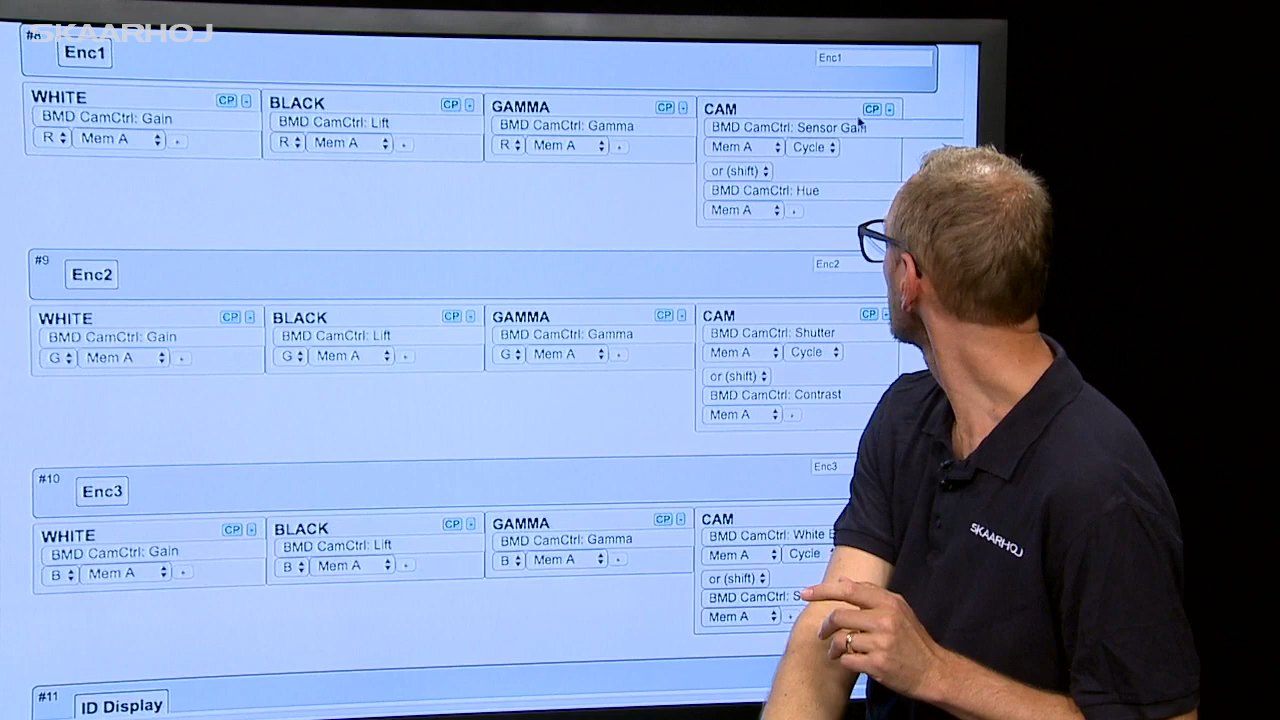 SKAARHOJ
#8
Enc1
Enc1
WHITE CP - BLACK CP - GAMMA CP - CAM CP -
BMD CamCtrl: Gain BMD CamCtrl: Lift BMD CamCtrl: Gamma BMD CamCtrl: Sensor Gain
R Mem A R Mem A R Mem A Mem A Cycle
or (shift)
BMD CamCtrl: Hue
Mem A
#9
Enc2
Enc2
WHITE CP - BLACK CP - GAMMA CP - CAM CP -
BMD CamCtrl: Gain BMD CamCtrl: Lift BMD CamCtrl: Gamma BMD CamCtrl: Shutter
G Mem A G Mem A G Mem A Mem A Cycle
or (shift)
BMD CamCtrl: Contrast
Mem A
#10
Enc3
Enc3
WHITE CP - BLACK CP - GAMMA CP - CAM
BMD CamCtrl: Gain BMD CamCtrl: Lift BMD CamCtrl: Gamma BMD CamCtrl: White
B Mem A B Mem A B Mem A Mem A Cycle
or (shift)
BMD CamCtrl:
Mem A
#11
ID Display
SKAARHOJ